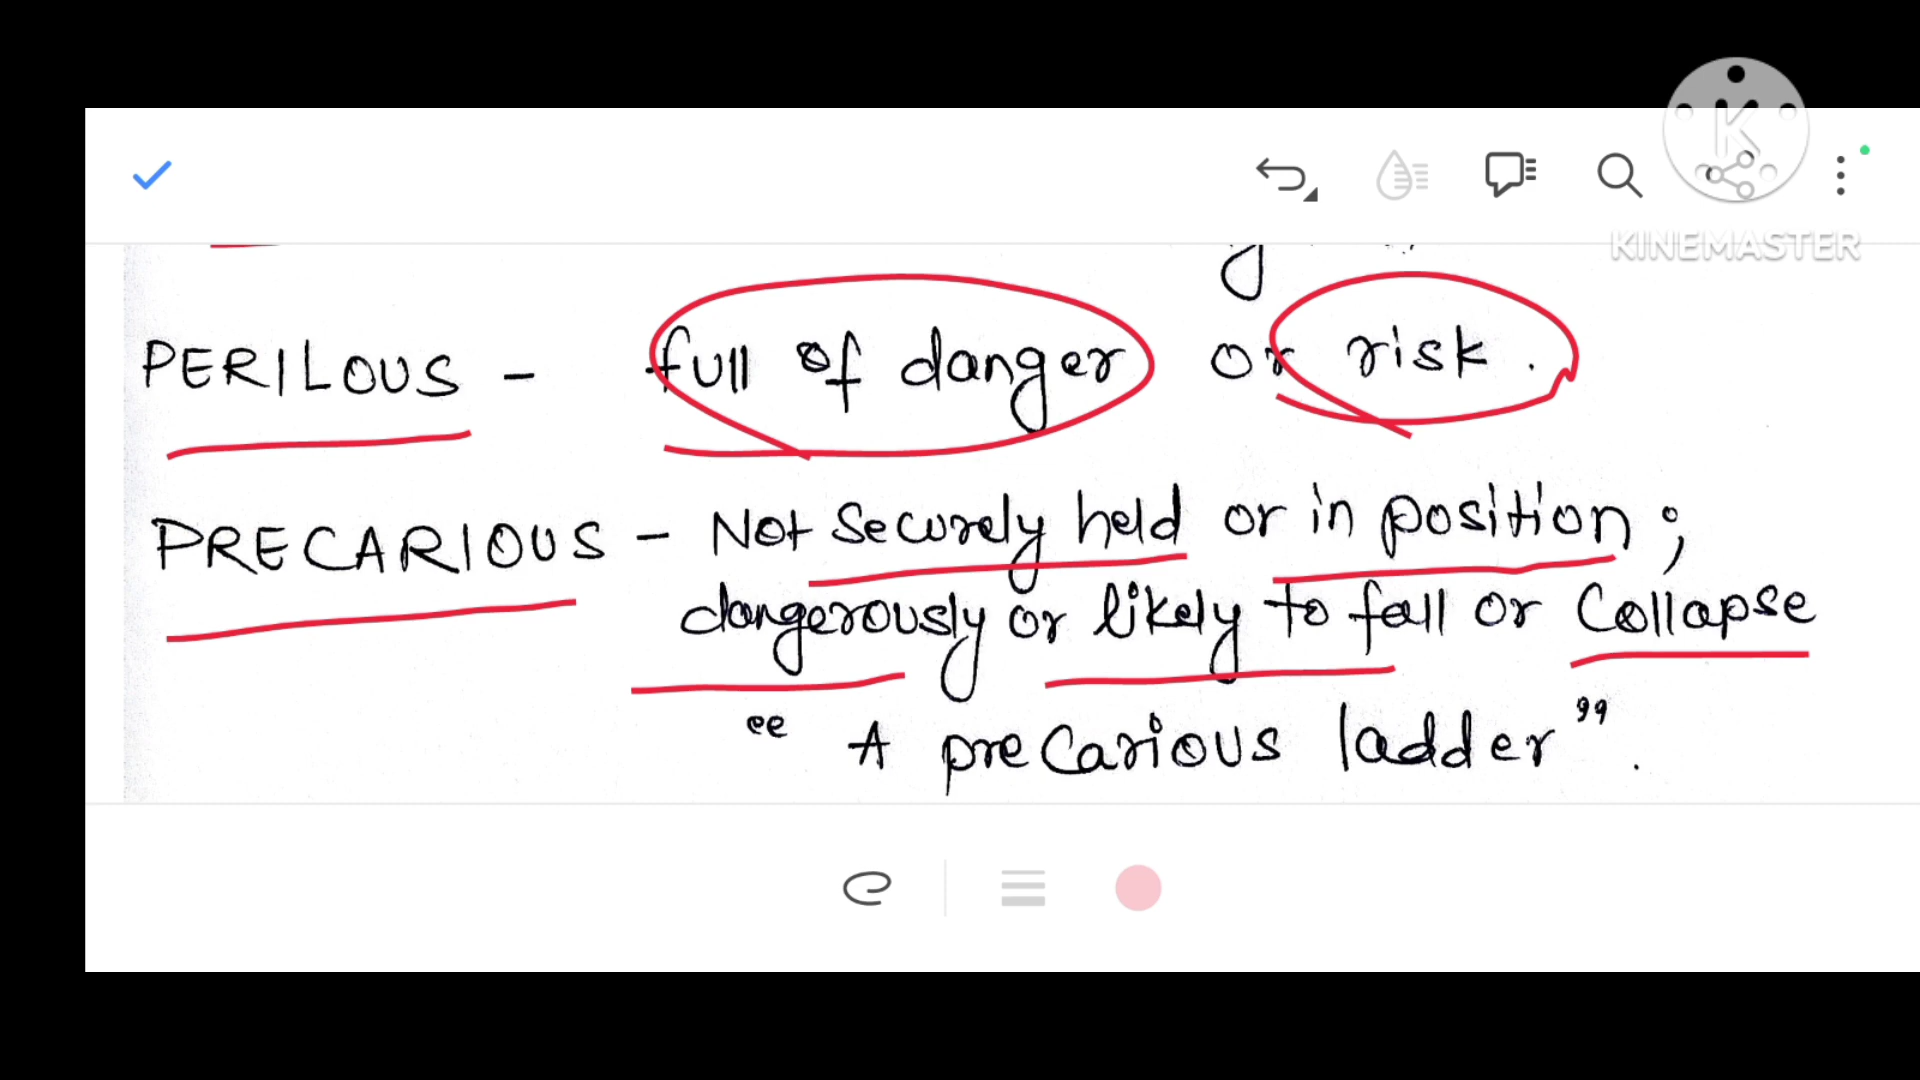 KINEMASTER
PERILOUS - full of danger or risk.
PRECARIOUS - Not securely held or in position;
dangerously or likely to fall or collapse
"A precarious ladder".